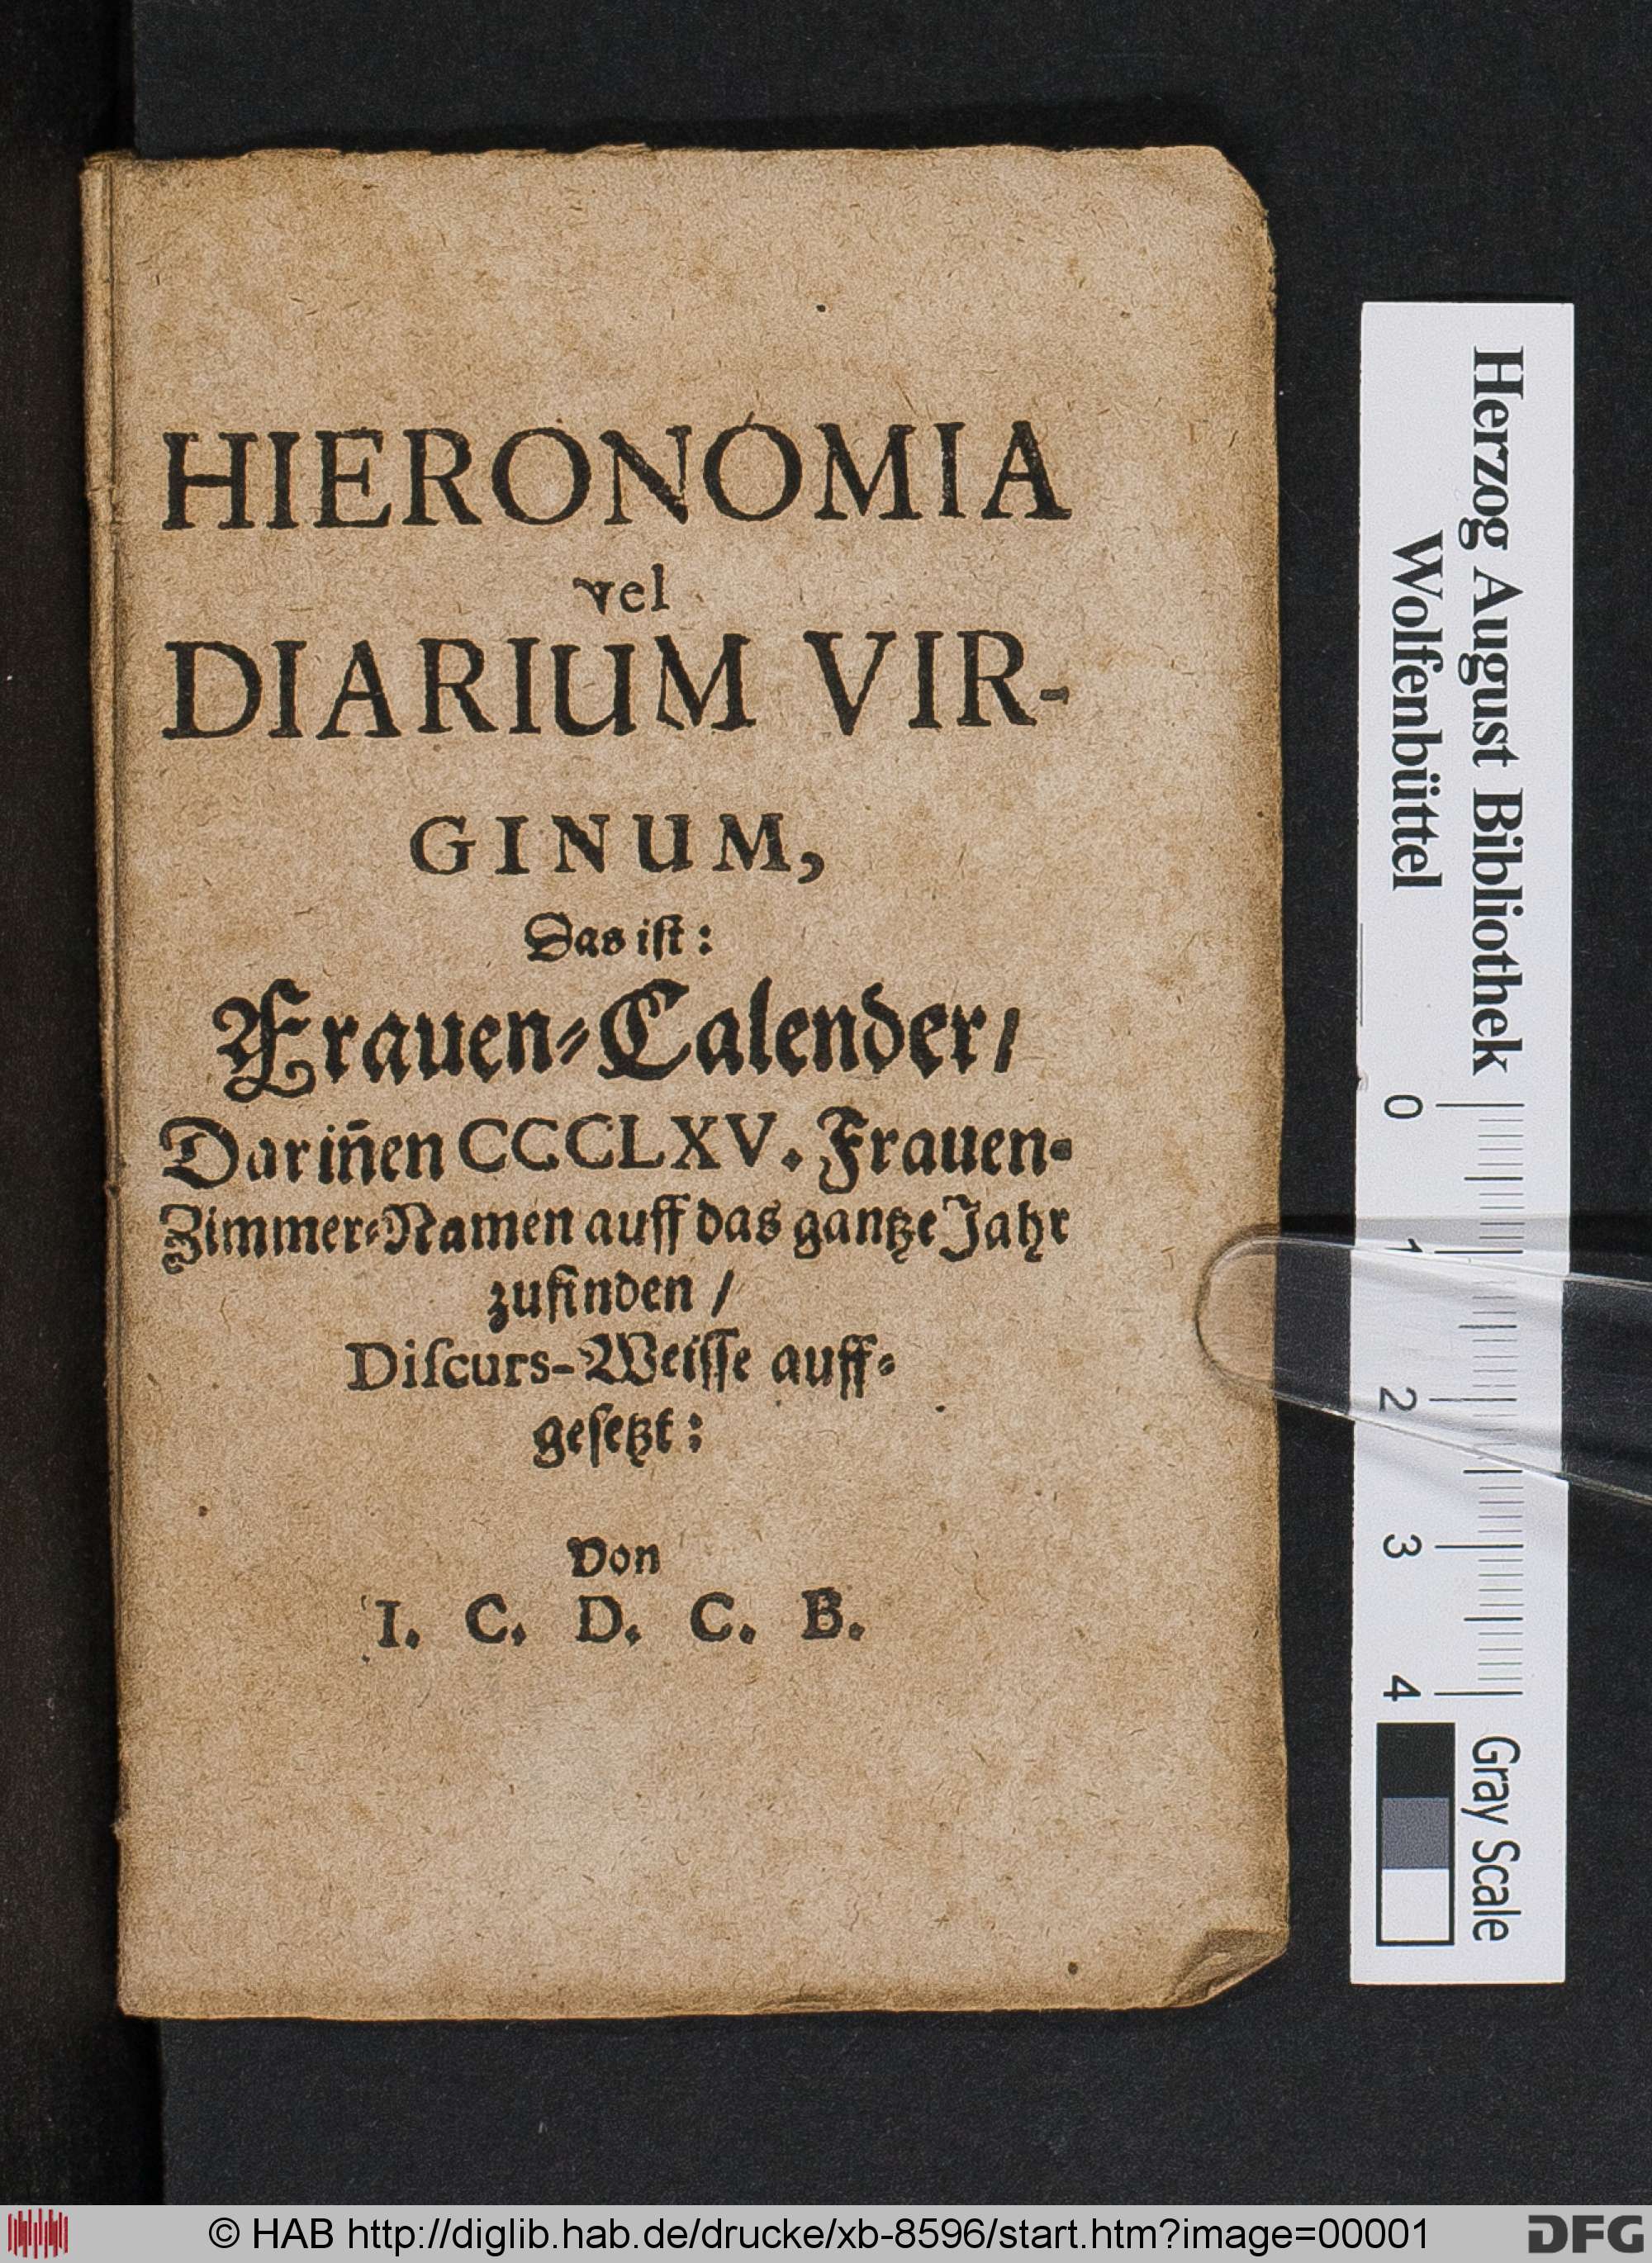 HIERONOMIA
vel
DIARIUM VIR-
GINUM,
Das iſt:
Frauen-Calender/
Dariñen CCCLXV. Frauen-
Zimmer-Namen auff das gantze Jahr
zufinden /
Diſcurs-Weiſſe auff-
geſetzt:
Von
I. C. D. C. B.
Herzog August Bibliothek
Wolfenbüttel
0
1
2
3
4
Gray Scale
© HAB http://diglib.hab.de/drucke/xb-8596/start.htm?image=00001
DFG